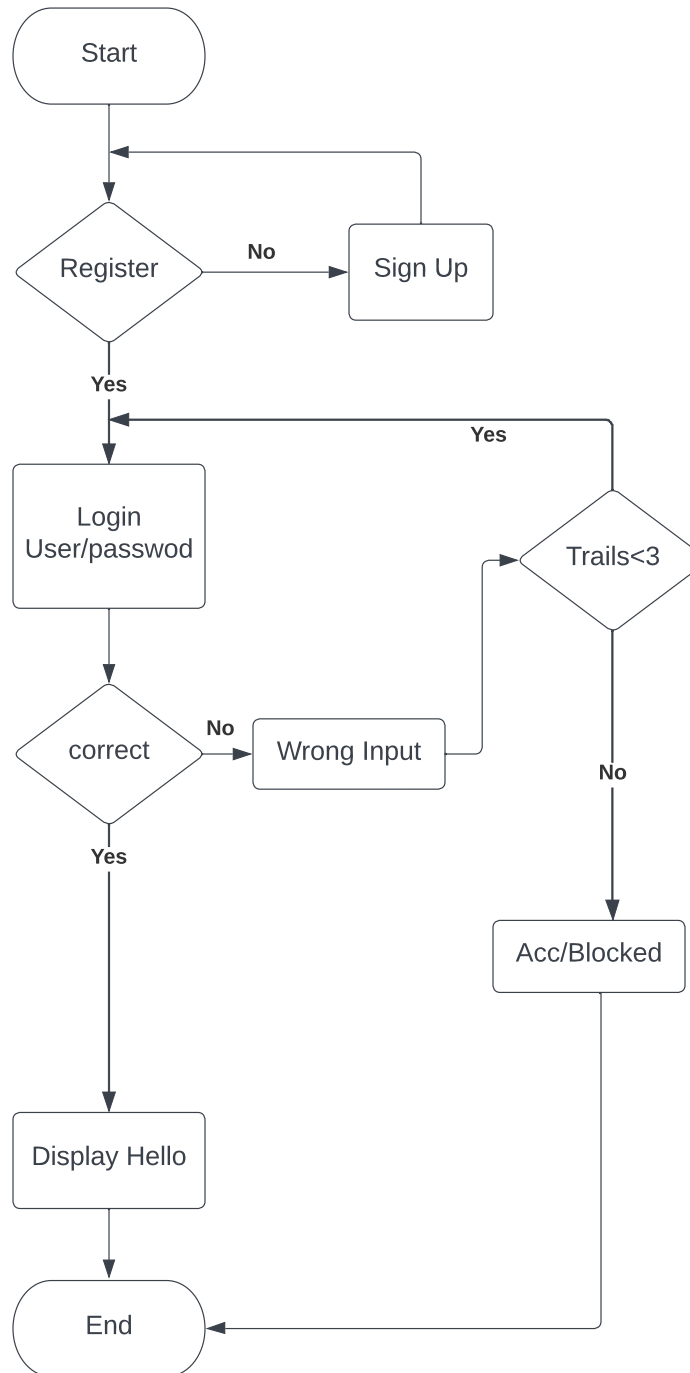 Start
Register
No
Sign Up
Yes
Yes
Login
User/passwod
Trails<3
correct
No
Wrong Input
No
Yes
Acc/Blocked
Display Hello
End